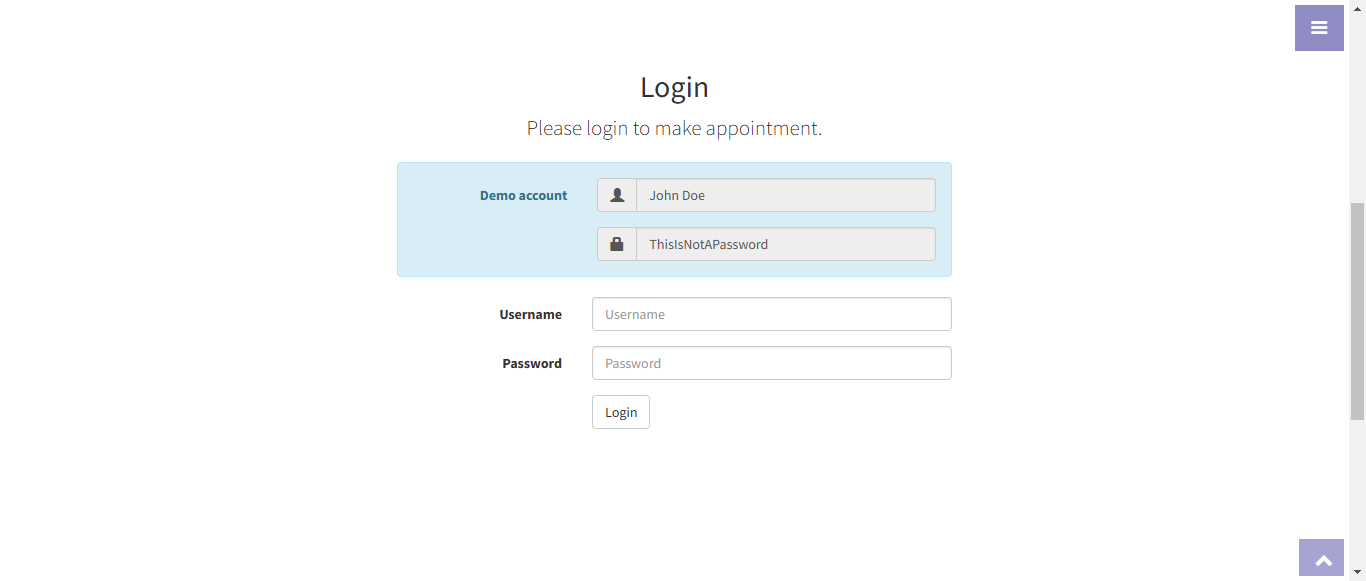 Login
Please login to make appointment.
Demo account
John Doe
ThisIsNotAPassword
Username
Username
Password
Password
Login